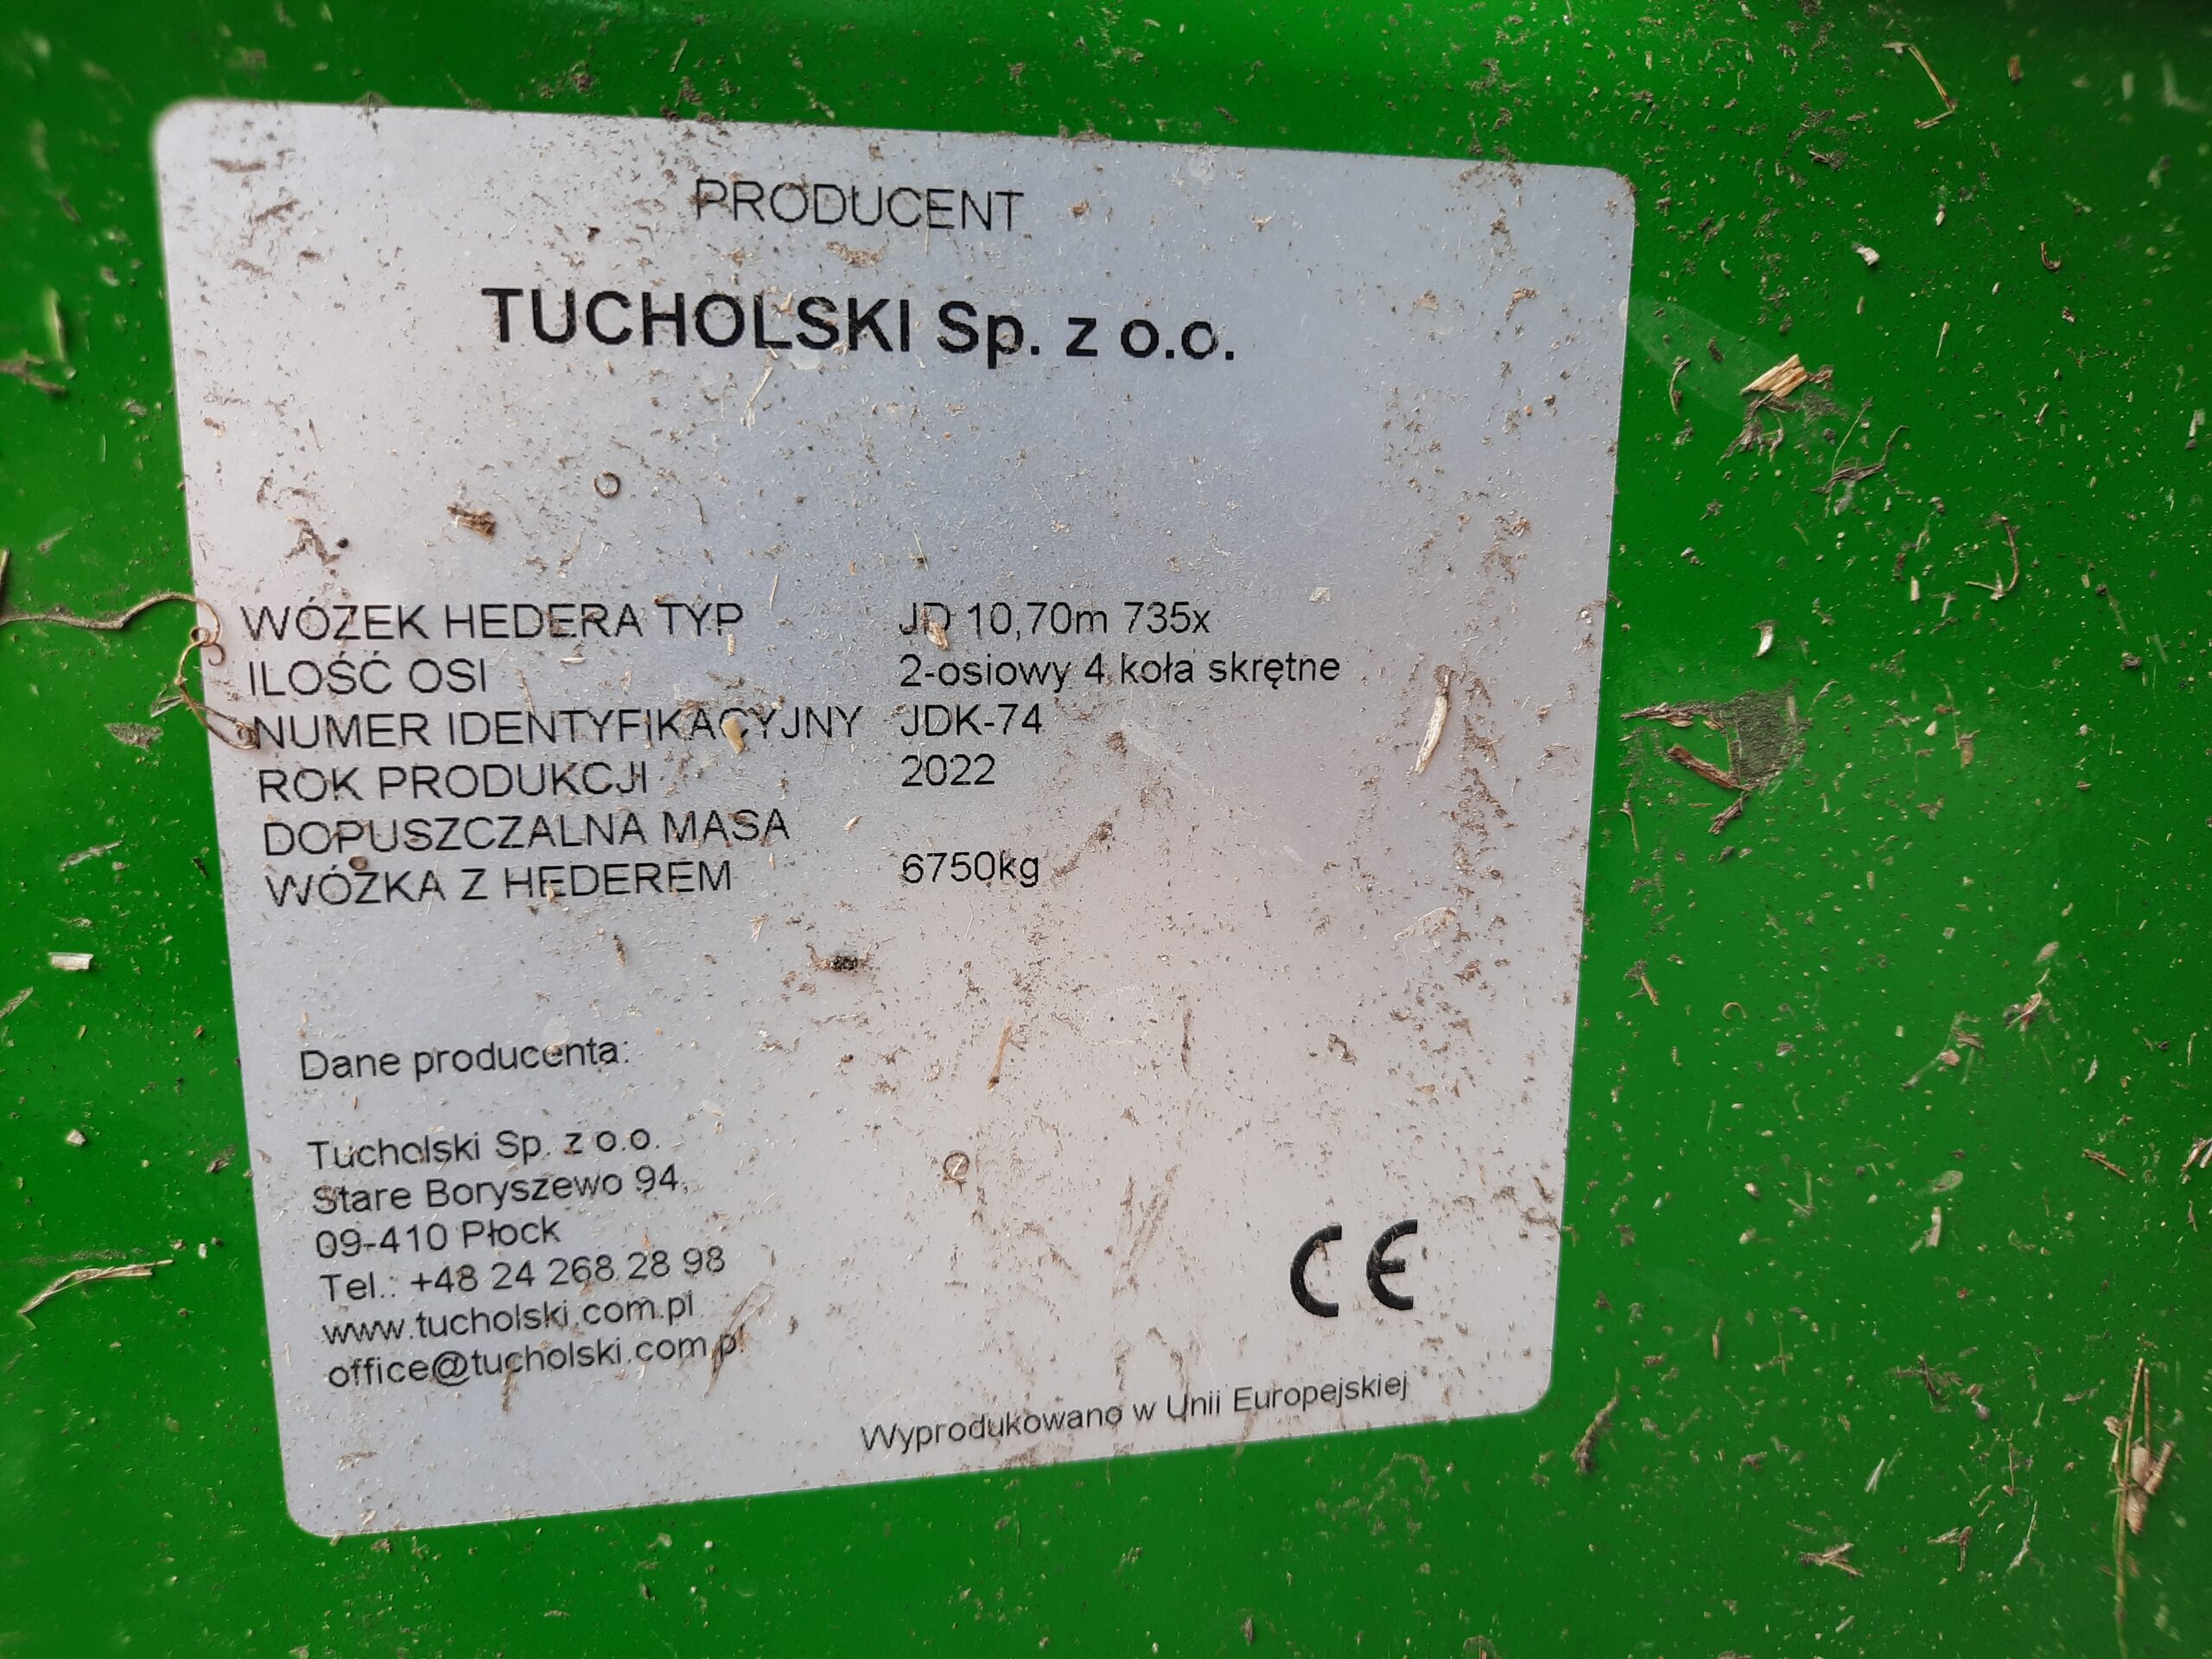 PRODUCENT
TUCHOLSKI Sp. z o.o.
WÓZEK HEDERA TYP JD 10,70m 735x
ILOŚĆ OSI 2-osiowy 4 koła skrętne
NUMER IDENTYFIKACYJNY JDK-74
ROK PRODUKCJI 2022
DOPUSZCZALNA MASA
WÓZKA Z HEDEREM 6750kg
Dane producenta:
Tucholski Sp. z o.o.
Stare Boryszewo 94,
09-410 Płock
Tel.: +48 24 268 28 98
www.tucholski.com.pl
office@tucholski.com.pl
CE
Wyprodukowano w Unii Europejskiej